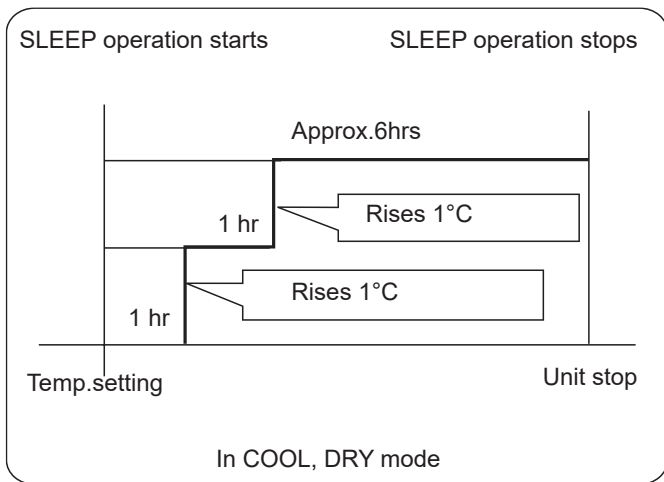 SLEEP operation starts
SLEEP operation stops
Approx.6hrs
Rises 1°C
1 hr
Rises 1°C
1 hr
Temp.setting
Unit stop
In COOL, DRY mode